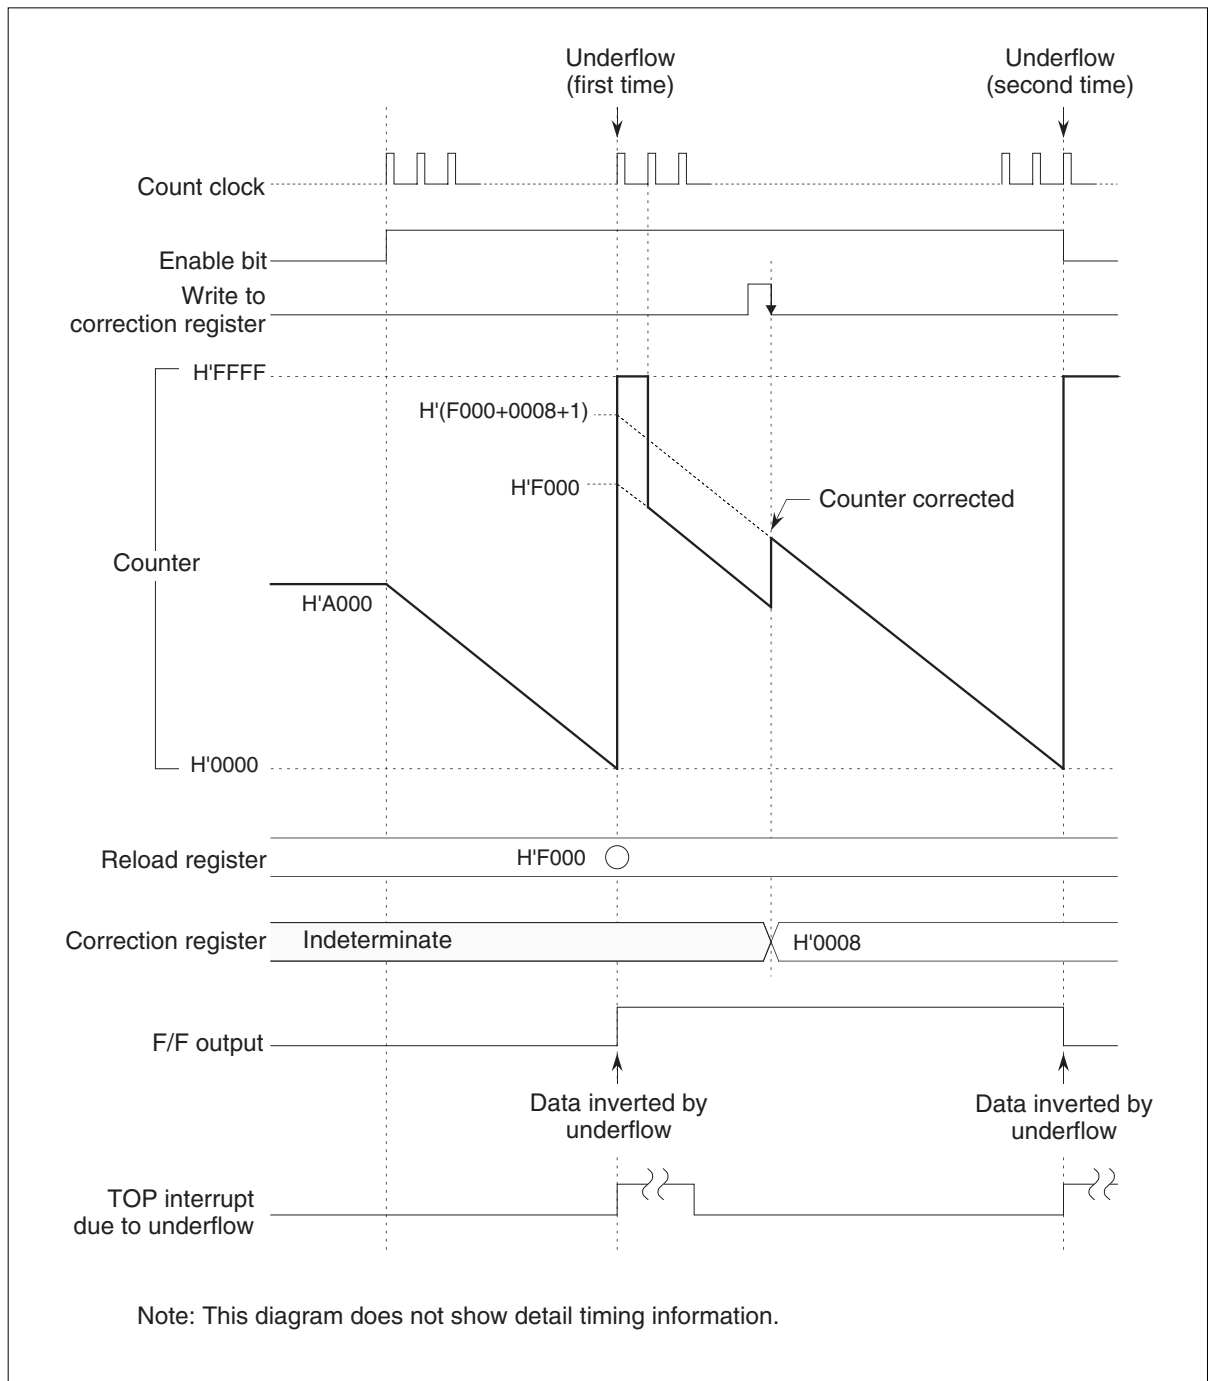 Underflow
(first time)
Underflow
(second time)
Count clock
Enable bit
Write to
correction register
H'FFFF
H'(F000+0008+1)
H'F000
Counter corrected
Counter
H'A000
H'0000
Reload register
H'F000
Correction register
Indeterminate
H'0008
F/F output
Data inverted by
underflow
Data inverted by
underflow
TOP interrupt
due to underflow
Note: This diagram does not show detail timing information.